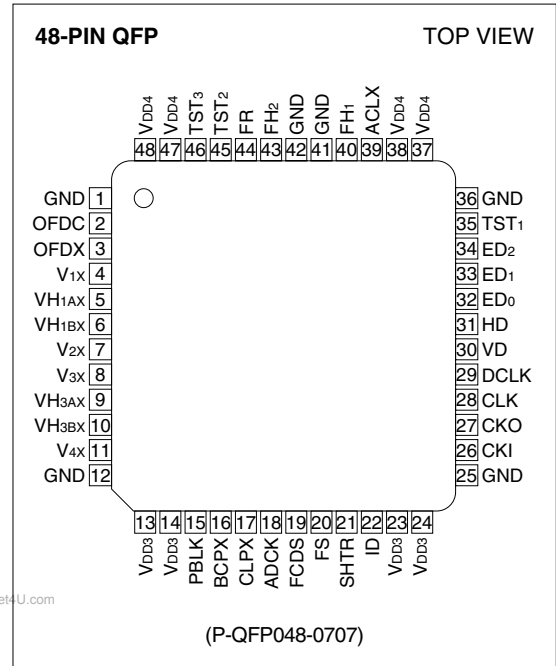 48-PIN QFP TOP VIEW
VDD4 VDD4 TST3 TST2 FR FH2 GND GND FH1 ACLX VDD4 VDD4
48 47 46 45 44 43 42 41 40 39 38 37
GND 1 36 GND
OFDC 2 35 TST1
OFDX 3 34 ED2
V1X 4 33 ED1
VH1AX 5 32 ED0
VH1BX 6 31 HD
V2X 7 30 VD
V3X 8 29 DCLK
VH3AX 9 28 CLK
VH3BX 10 27 CKO
V4X 11 26 CKI
GND 12 25 GND
13 14 15 16 17 18 19 20 21 22 23 24
VDD3 VDD3 PBLK BCPX CLPX ADCK FCDS FS SHTR ID VDD3 VDD3
et4U.com
(P-QFP048-0707)